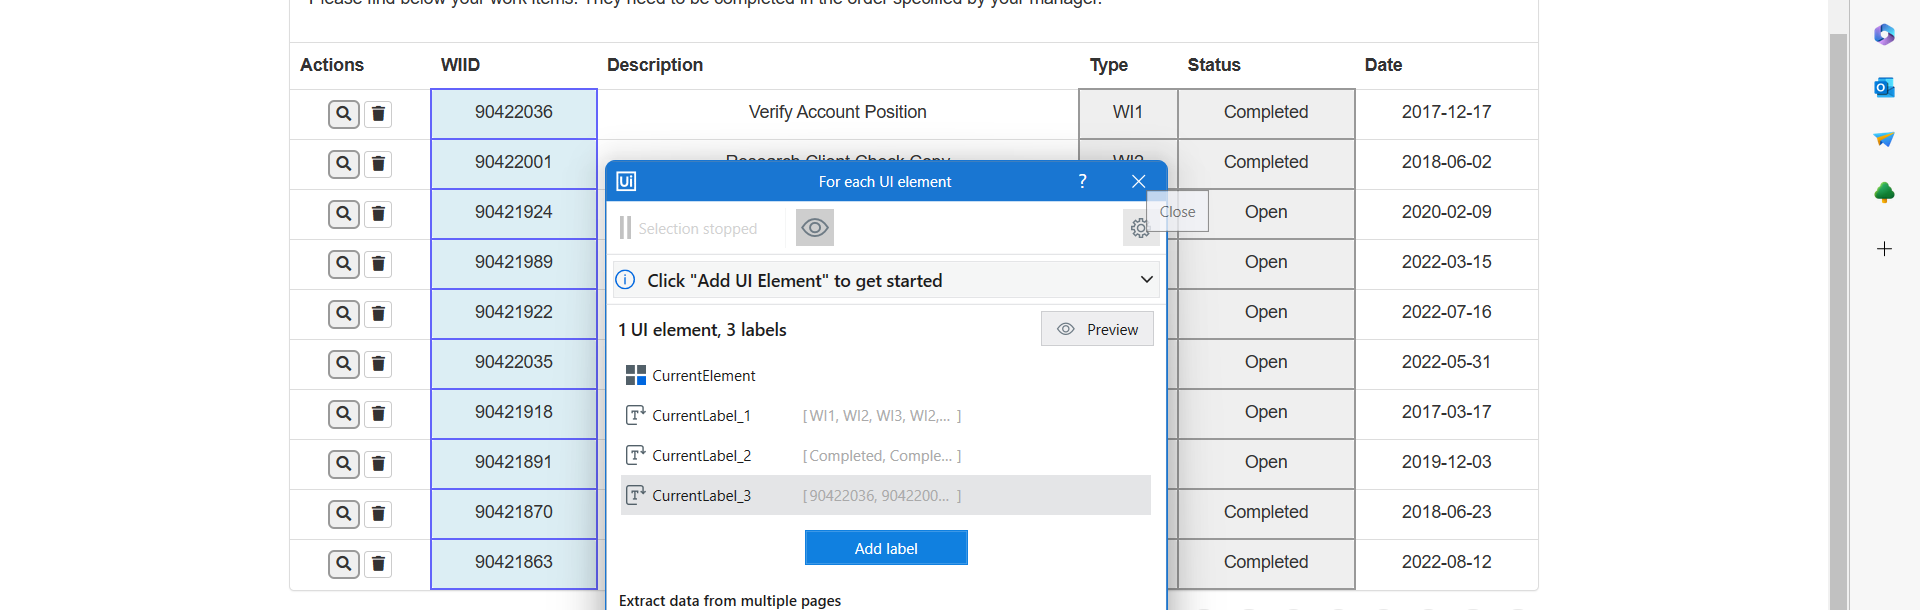 Please find below your work items. They need to be completed in the order specified by your manager.
Actions WIID Description Type Status Date
90422036 Verify Account Position WI1 Completed 2017-12-17
90422001 Research Client Check Copy WI2 Completed 2018-06-02
Ui For each UI element ?
Close
90421924 Open 2020-02-09
Selection stopped
90421989 Open 2022-03-15
Click "Add UI Element" to get started
90421922 Open 2022-07-16
1 UI element, 3 labels Preview
90422035 Open 2022-05-31
CurrentElement
90421918 Open 2017-03-17
CurrentLabel_1 [ WI1, WI2, WI3, WI2,... ]
90421891 Open 2019-12-03
CurrentLabel_2 [ Completed, Comple... ]
CurrentLabel_3 [ 90422036, 9042200... ]
90421870 Completed 2018-06-23
Add label
90421863 Completed 2022-08-12
Extract data from multiple pages